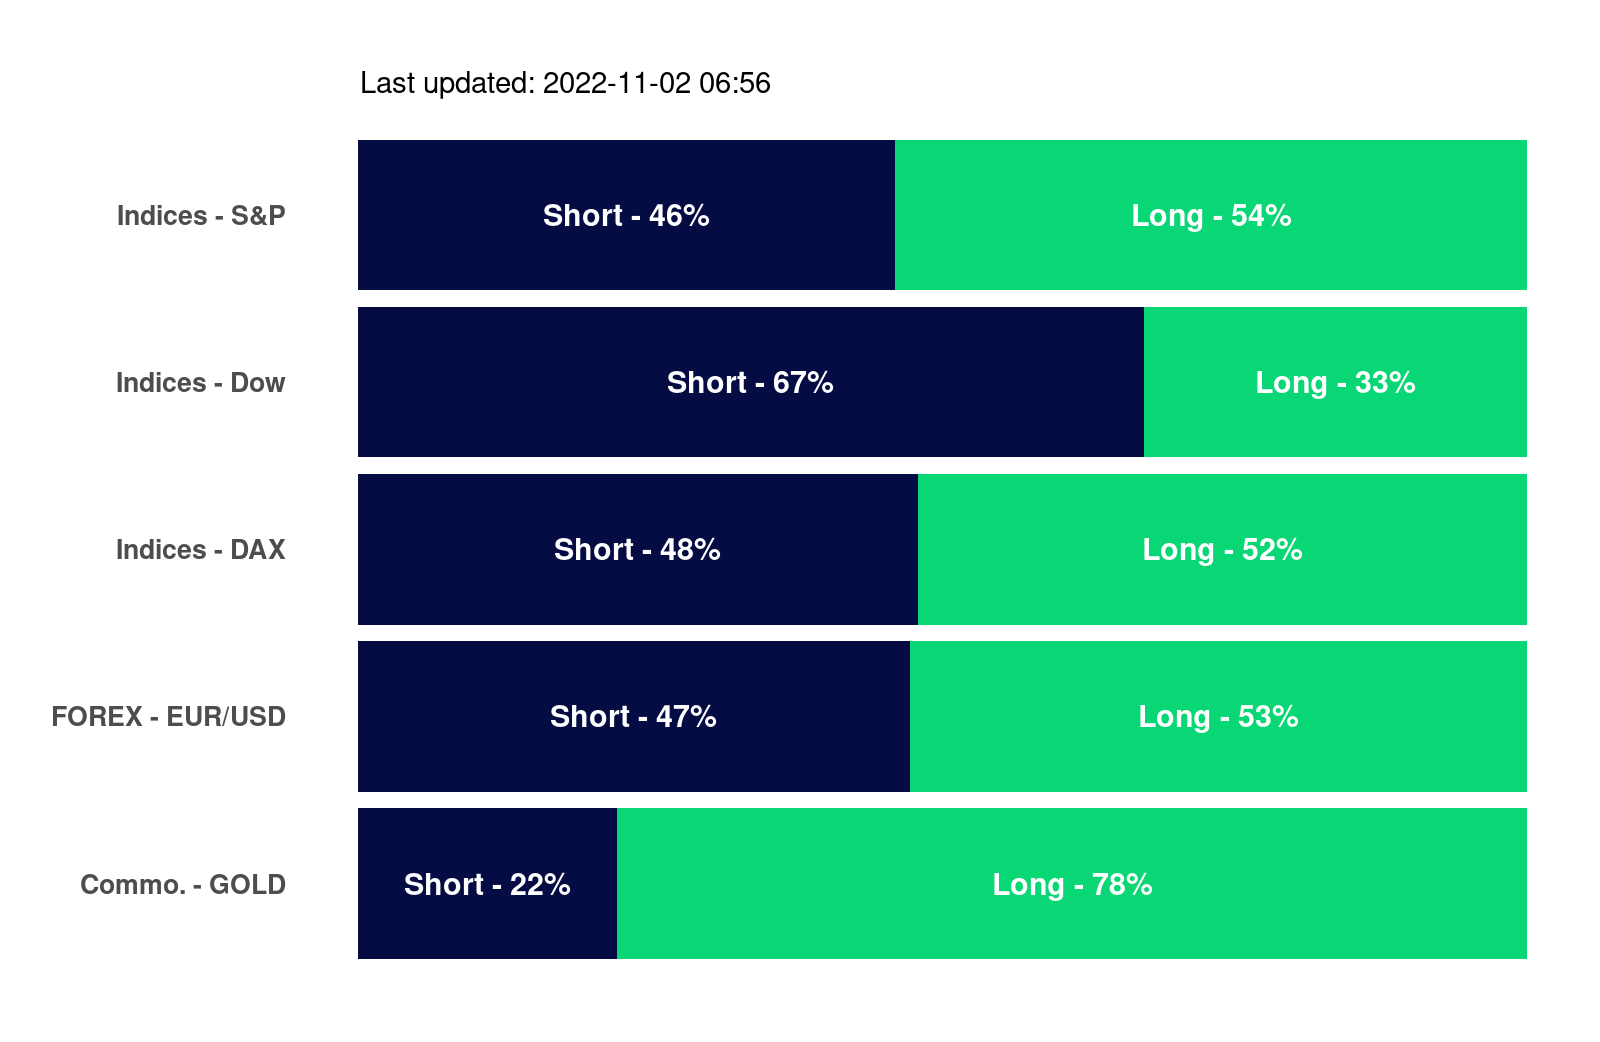 Last updated: 2022-11-02 06:56
Indices - S&P Short - 46% Long - 54%
Indices - Dow Short - 67% Long - 33%
Indices - DAX Short - 48% Long - 52%
FOREX - EUR/USD Short - 47% Long - 53%
Commo. - GOLD Short - 22% Long - 78%